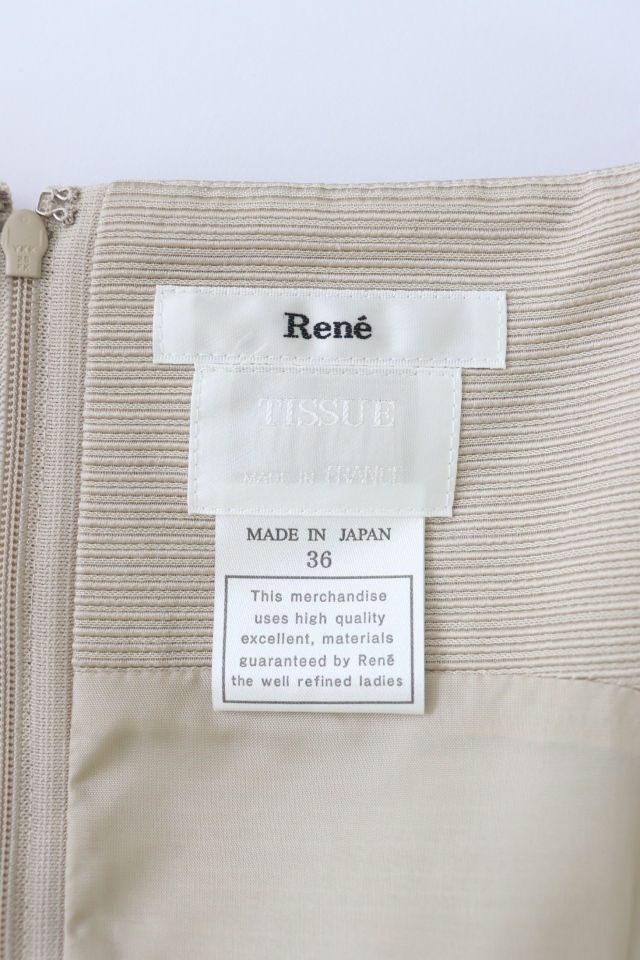 René
TISSUE
MADE IN FRANCE
MADE IN JAPAN
36
This merchandise
uses high quality
excellent, materials
guaranteed by Renē
the well refined ladies